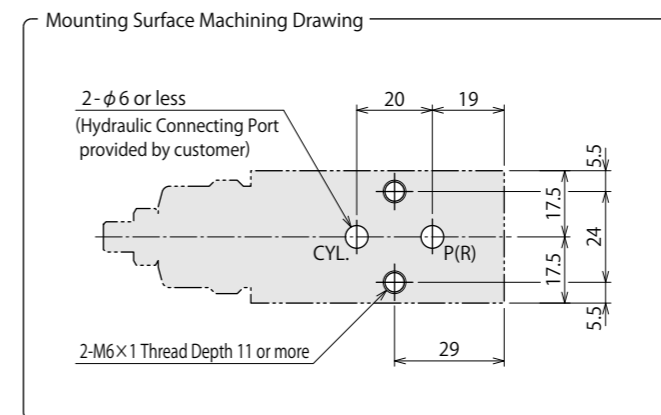 Mounting Surface Machining Drawing
2-φ6 or less
(Hydraulic Connecting Port
provided by customer)
20
19
5.5
17.5
24
17.5
5.5
CYL.
P(R)
2-M6×1 Thread Depth 11 or more
29